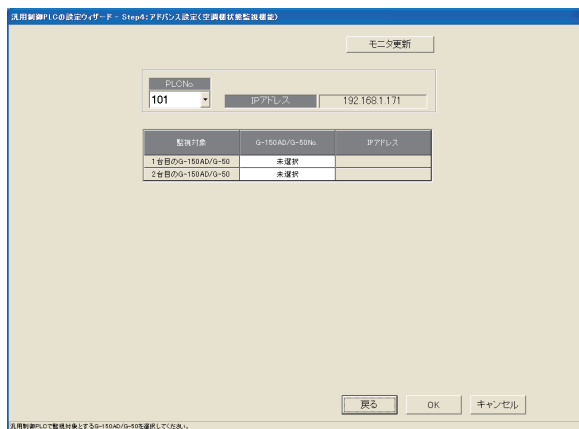 汎用制御PLCの設定ウィザード - Step4:アドバンス設定(空調機状態監視機能)
モニタ更新
PLCNo.
101
IPアドレス
192.168.1.171
監視対象 G-150AD/G-50No. IPアドレス
1台目のG-150AD/G-50 未選択
2台目のG-150AD/G-50 未選択
戻る OK キャンセル
汎用制御PLCで監視対象とするG-150AD/G-50を選択してください。